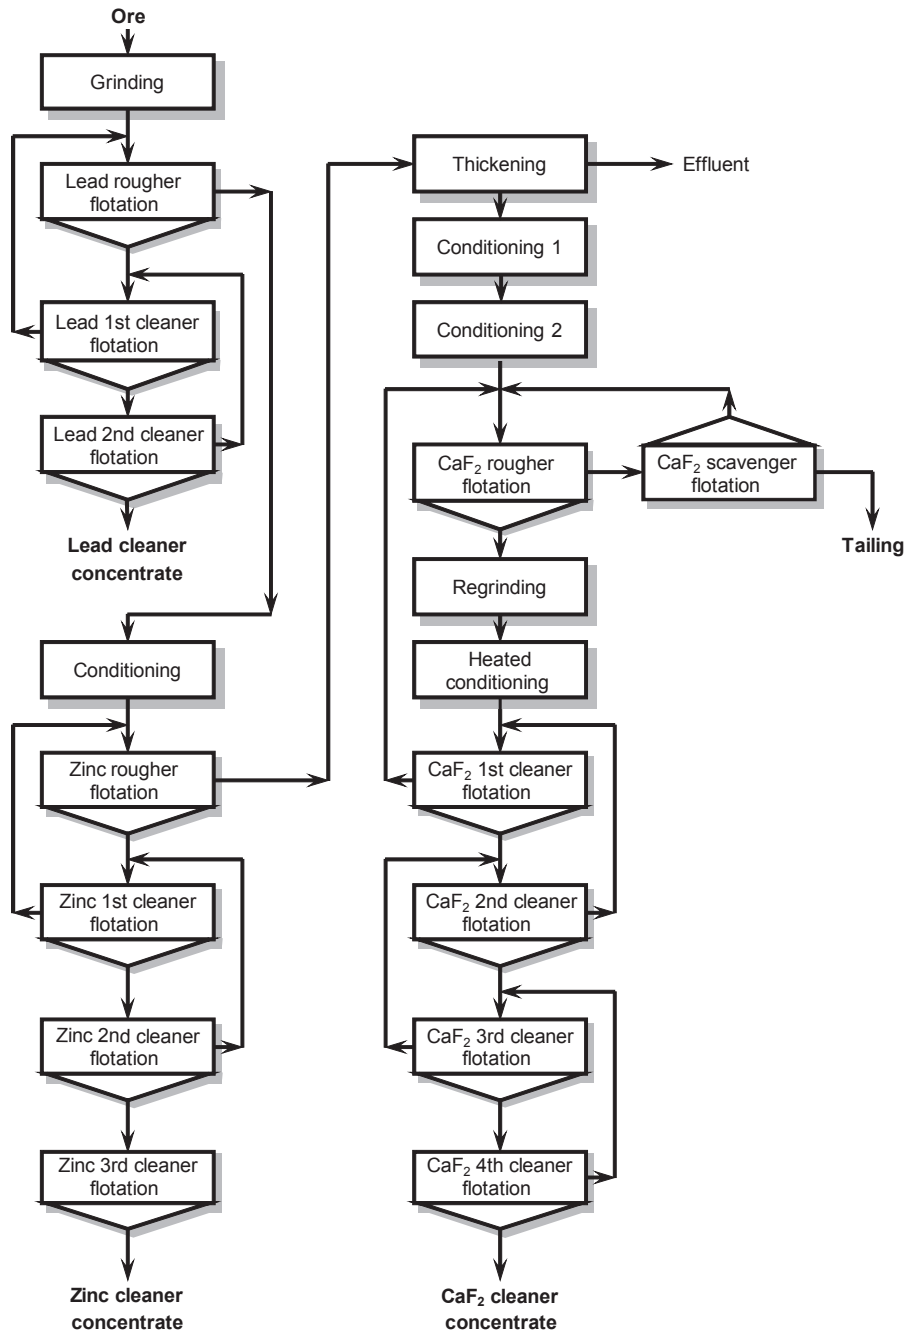 Ore
Grinding
Lead rougher
flotation
Lead 1st cleaner
flotation
Lead 2nd cleaner
flotation
Lead cleaner
concentrate
Conditioning
Zinc rougher
flotation
Zinc 1st cleaner
flotation
Zinc 2nd cleaner
flotation
Zinc 3rd cleaner
flotation
Zinc cleaner
concentrate
Thickening
Effluent
Conditioning 1
Conditioning 2
CaF₂ rougher
flotation
CaF₂ scavenger
flotation
Tailing
Regrinding
Heated
conditioning
CaF₂ 1st cleaner
flotation
CaF₂ 2nd cleaner
flotation
CaF₂ 3rd cleaner
flotation
CaF₂ 4th cleaner
flotation
CaF₂ cleaner
concentrate